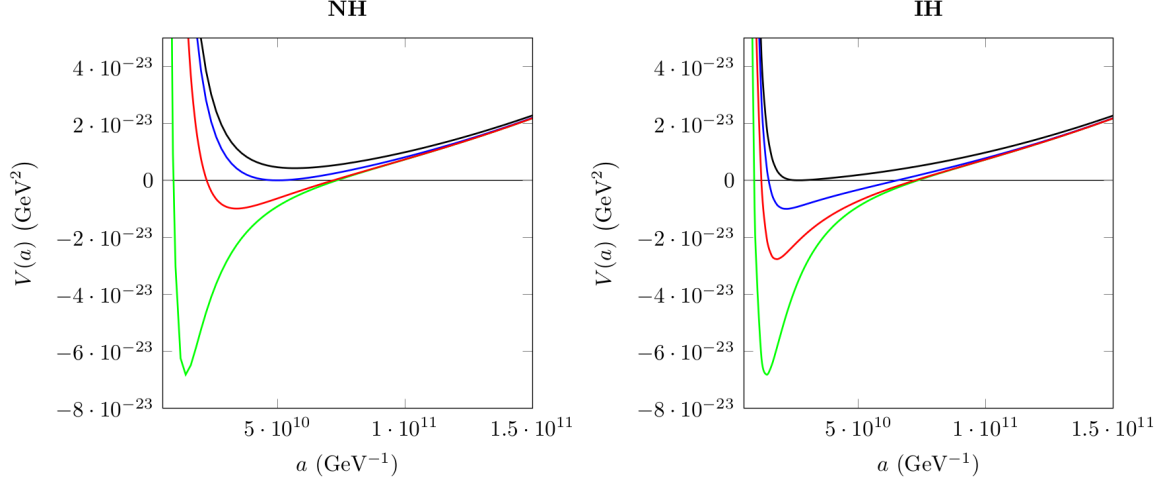 NH
4 · 10^−23
2 · 10^−23
0
−2 · 10^−23
−4 · 10^−23
−6 · 10^−23
−8 · 10^−23
V(a) (GeV^2)
5 · 10^10
1 · 10^11
1.5 · 10^11
a (GeV^−1)
IH
4 · 10^−23
2 · 10^−23
0
−2 · 10^−23
−4 · 10^−23
−6 · 10^−23
−8 · 10^−23
V(a) (GeV^2)
5 · 10^10
1 · 10^11
1.5 · 10^11
a (GeV^−1)